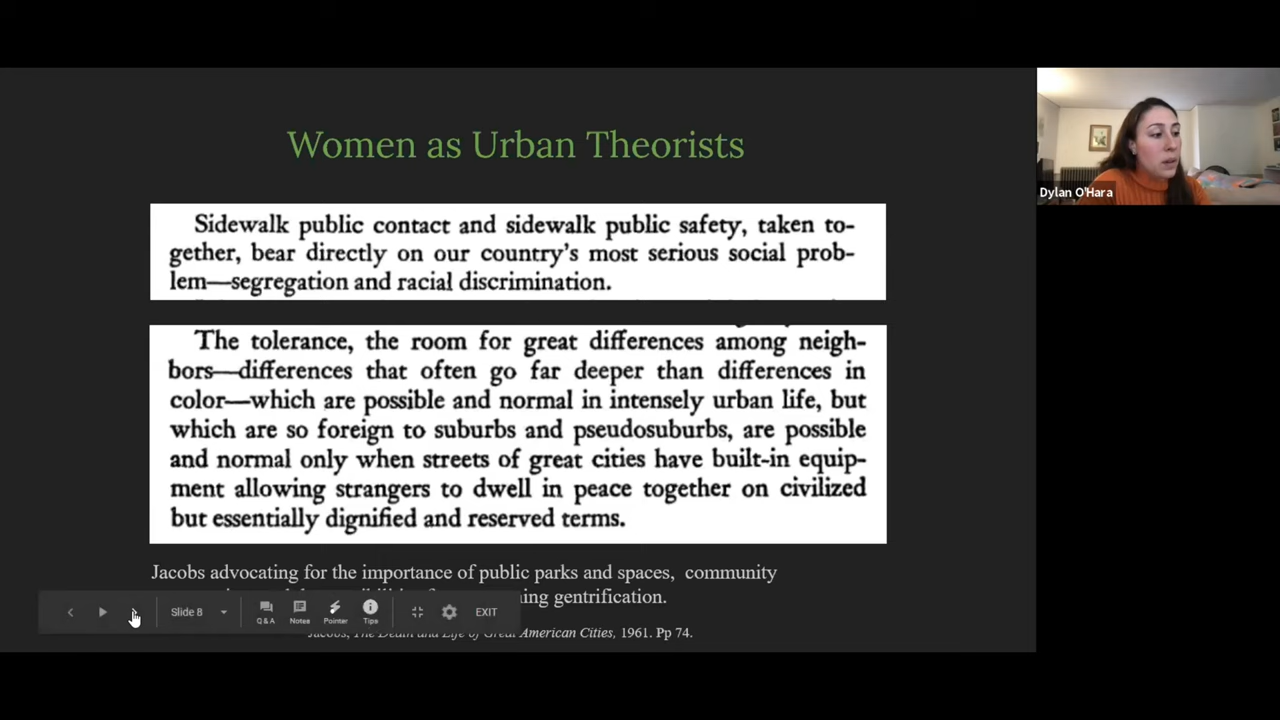 Women as Urban Theorists
Sidewalk public contact and sidewalk public safety, taken to-
gether, bear directly on our country's most serious social prob-
lem—segregation and racial discrimination.
The tolerance, the room for great differences among neigh-
bors—differences that often go far deeper than differences in
color—which are possible and normal in intensely urban life, but
which are so foreign to suburbs and pseudosuburbs, are possible
and normal only when streets of great cities have built-in equip-
ment allowing strangers to dwell in peace together on civilized
but essentially dignified and reserved terms.
Jacobs advocating for the importance of public parks and spaces, community
gentrification.
Jacobs, The Death and Life of Great American Cities, 1961. Pp 74.
Slide 8
Q & A
Notes
Pointer
Tips
EXIT
Dylan O'Hara